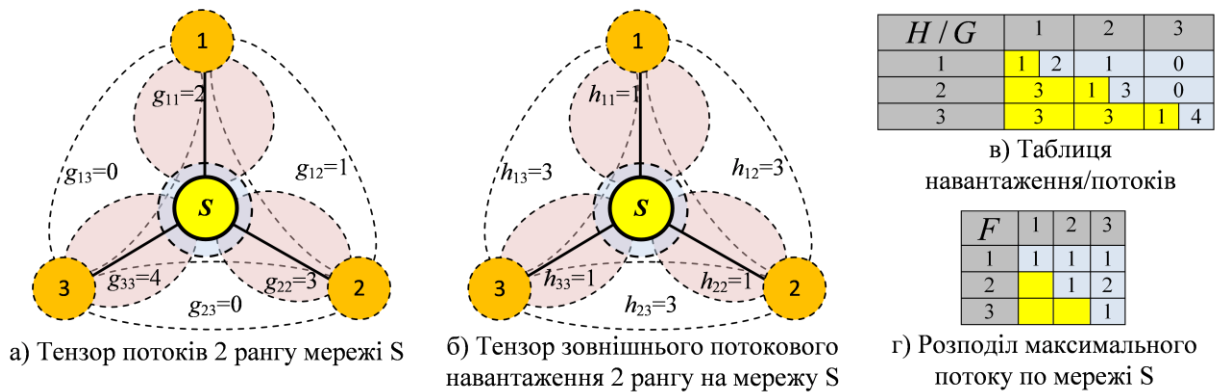 1
g₁₁=2
g₁₃=0
g₁₂=1
S
3
g₃₃=4
g₂₂=3
2
g₂₃=0
а) Тензор потоків 2 рангу мережі S
1
h₁₁=1
h₁₃=3
h₁₂=3
S
3
h₃₃=1
h₂₂=1
2
h₂₃=3
б) Тензор зовнішнього потокового
навантаження 2 рангу на мережу S
H / G 1 2 3
1 1 2 1 0
2 3 1 3 0
3 3 3 1 4
в) Таблиця
навантаження/потоків
F 1 2 3
1 1 1 1
2 1 2
3 1
г) Розподіл максимального
потоку по мережі S